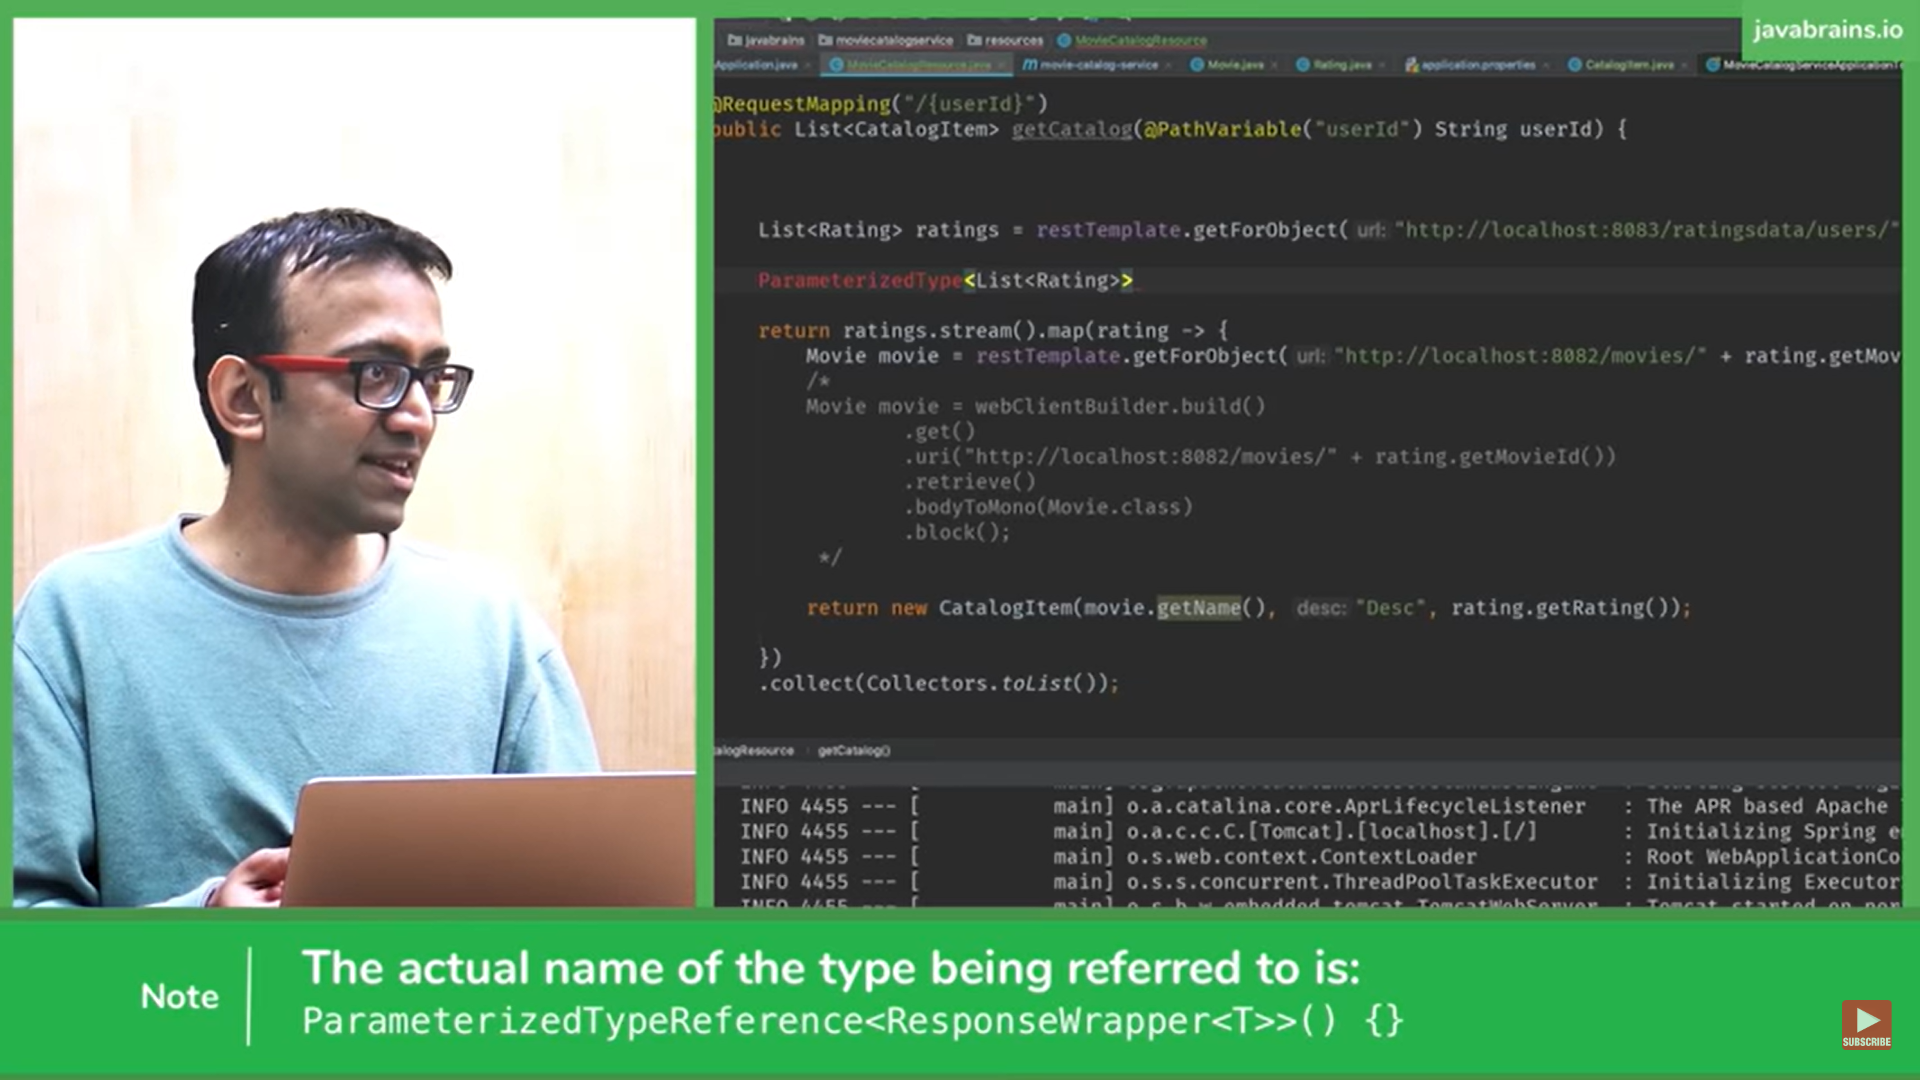 javabrains.io
javabrains moviecatalogservice resources MovieCatalogResource
Application.java MovieCatalogResource.java movie-catalog-service Movie.java Rating.java application.properties CatalogItem.java
@RequestMapping("/{userId}")
public List<CatalogItem> getCatalog(@PathVariable("userId") String userId) {
List<Rating> ratings = restTemplate.getForObject( url: "http://localhost:8083/ratingsdata/users/"
ParameterizedType<List<Rating>>
return ratings.stream().map(rating -> {
Movie movie = restTemplate.getForObject( url: "http://localhost:8082/movies/" + rating.getMov
/*
Movie movie = webClientBuilder.build()
.get()
.uri("http://localhost:8082/movies/" + rating.getMovieId())
.retrieve()
.bodyToMono(Movie.class)
.block();
*/
return new CatalogItem(movie.getName(), desc: "Desc", rating.getRating());
})
.collect(Collectors.toList());
alogResource getCatalog()
INFO 4455 --- [ main] o.a.catalina.core.AprLifecycleListener : The APR based Apache
INFO 4455 --- [ main] o.a.c.c.C.[Tomcat].[localhost].[/] : Initializing Spring e
INFO 4455 --- [ main] o.s.web.context.ContextLoader : Root WebApplicationCo
INFO 4455 --- [ main] o.s.s.concurrent.ThreadPoolTaskExecutor : Initializing Executor
Note
The actual name of the type being referred to is:
ParameterizedTypeReference<ResponseWrapper<T>>() {}
SUBSCRIBE